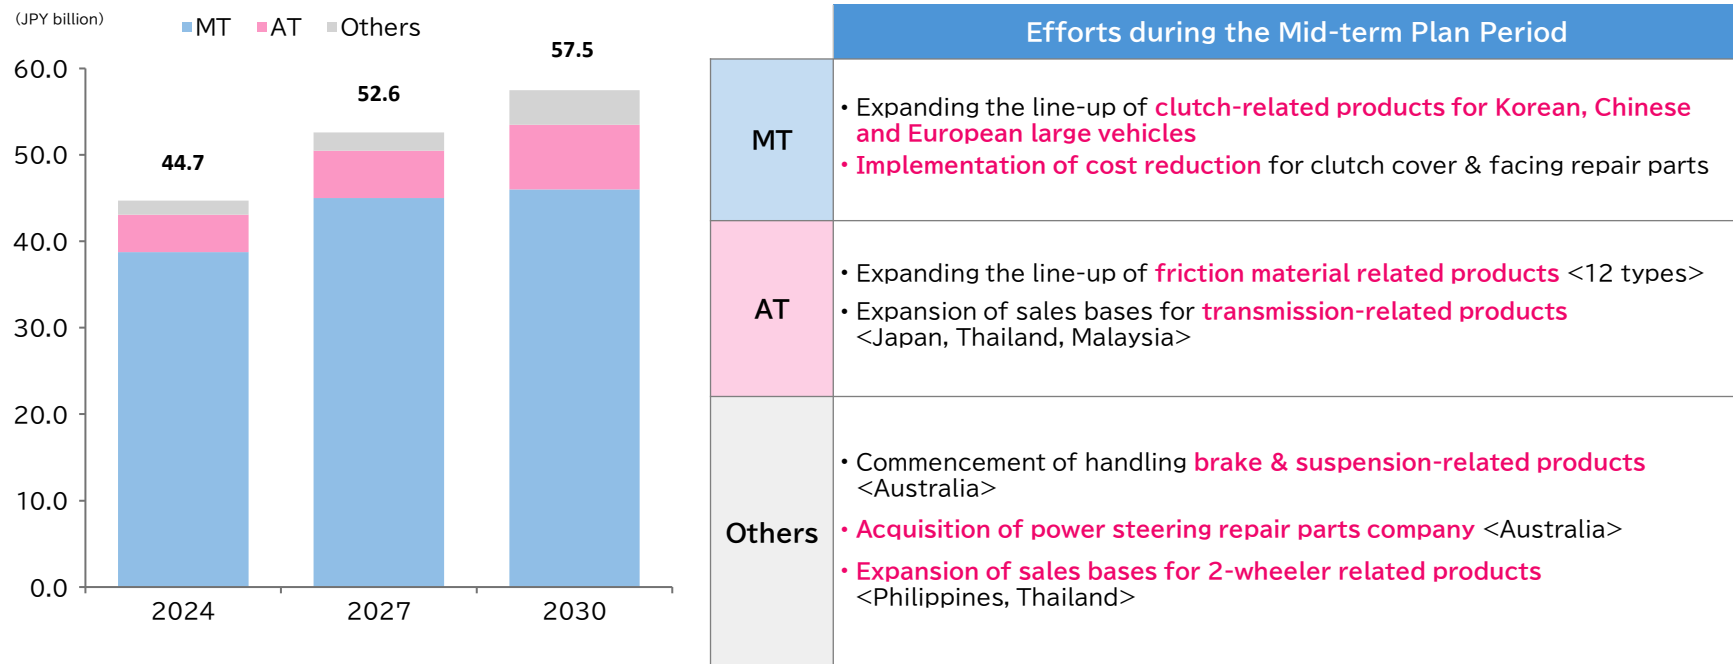 (JPY billion)
MT AT Others
60.0
50.0
40.0
30.0
20.0
10.0
0.0
44.7
52.6
57.5
2024 2027 2030
Efforts during the Mid-term Plan Period
MT
・Expanding the line-up of clutch-related products for Korean, Chinese
and European large vehicles
・Implementation of cost reduction for clutch cover & facing repair parts
AT
・Expanding the line-up of friction material related products <12 types>
・Expansion of sales bases for transmission-related products
<Japan, Thailand, Malaysia>
Others
・Commencement of handling brake & suspension-related products
<Australia>
・Acquisition of power steering repair parts company <Australia>
・Expansion of sales bases for 2-wheeler related products
<Philippines, Thailand>